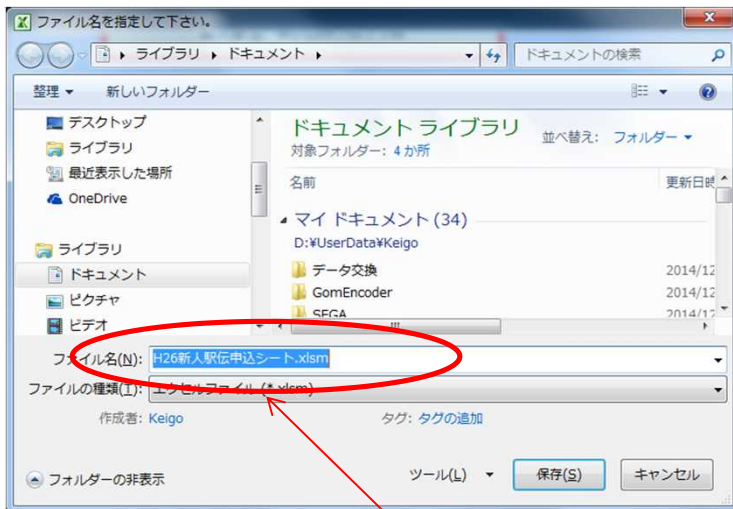 ファイル名を指定して下さい。
ライブラリ ドキュメント
ドキュメントの検索
整理 新しいフォルダー
デスクトップ
ライブラリ
最近表示した場所
OneDrive
ライブラリ
ドキュメント
ピクチャ
ビデオ
ドキュメント ライブラリ
対象フォルダー: 4 か所
並べ替え: フォルダー
名前 更新日時
マイ ドキュメント (34)
D:¥UserData¥Keigo
データ交換 2014/12
GomEncoder 2014/12
SEGA 2014/12
ファイル名(N): H26新人駅伝申込シート.xlsm
ファイルの種類(T): エクセルファイル (*.xlsm)
作成者: Keigo タグ: タグの追加
フォルダーの非表示 ツール(L) 保存(S) キャンセル